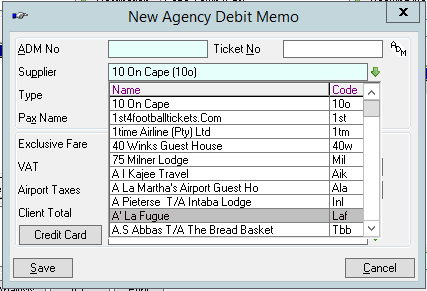 New Agency Debit Memo
X
ADM No Ticket No ADM
Supplier 10 On Cape (10o)
Type Name Code
10 On Cape 10o
Pax Name 1st4footballtickets.Com 1st
1time Airline (Pty) Ltd 1tm
Exclusive Fare 40 Winks Guest House 40w
75 Milner Lodge Mil
VAT A I Kajee Travel Aik
Airport Taxes A La Martha's Airport Guest Ho Ala
A Pieterse T/A Intaba Lodge Inl
Client Total A' La Fugue Laf
Credit Card A.S Abbas T/A The Bread Basket Tbb
Save Cancel